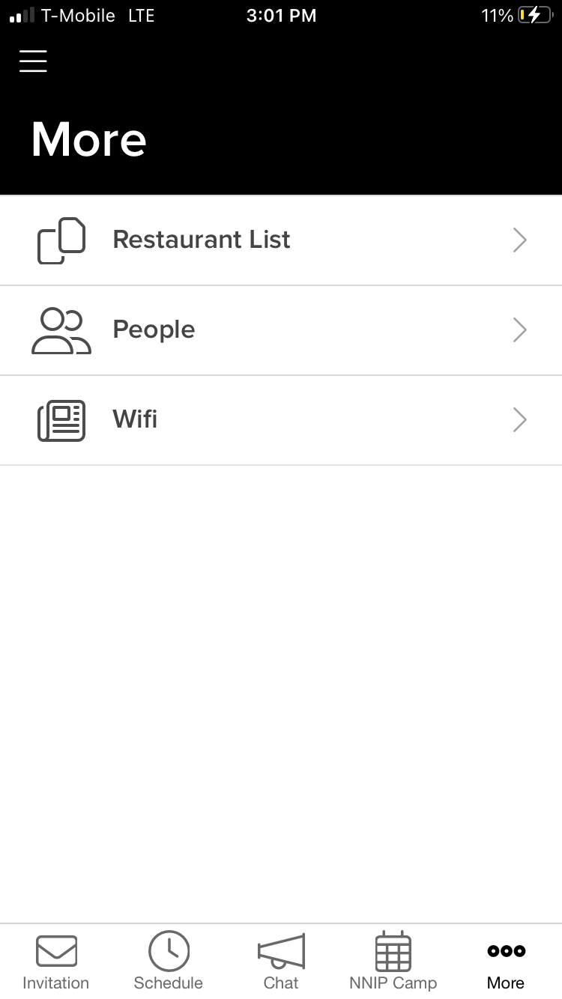 T-Mobile LTE 3:01 PM 11%
More
Restaurant List
People
Wifi
Invitation Schedule Chat NNIP Camp More